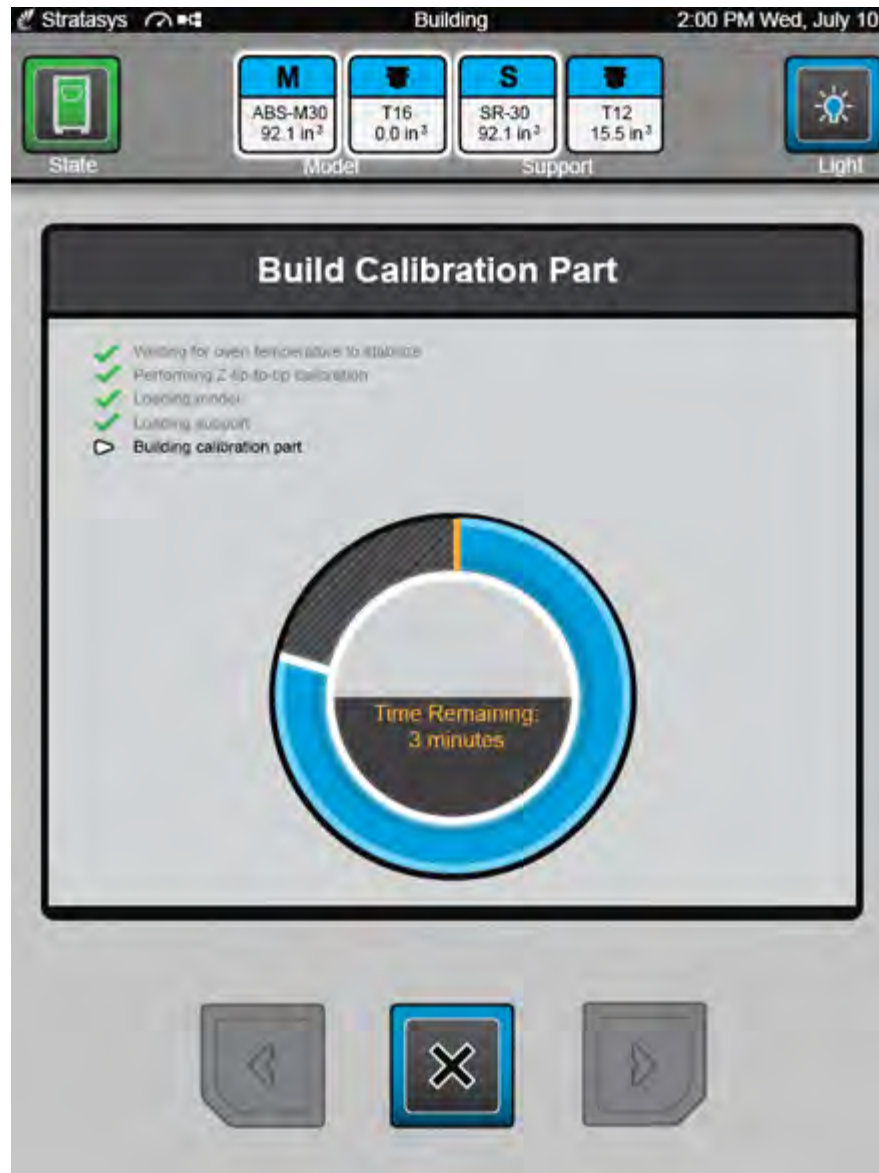 Stratasys Building 2:00 PM Wed, July 10
M S
ABS-M30 T16 SR-30 T12
92.1 in³ 0.0 in³ 92.1 in³ 15.5 in³
State Model Support Light
Build Calibration Part
Waiting for oven temperature to stabilize
Performing Z tip-to-tip calibration
Loading model
Loading support
Building calibration part
Time Remaining:
3 minutes